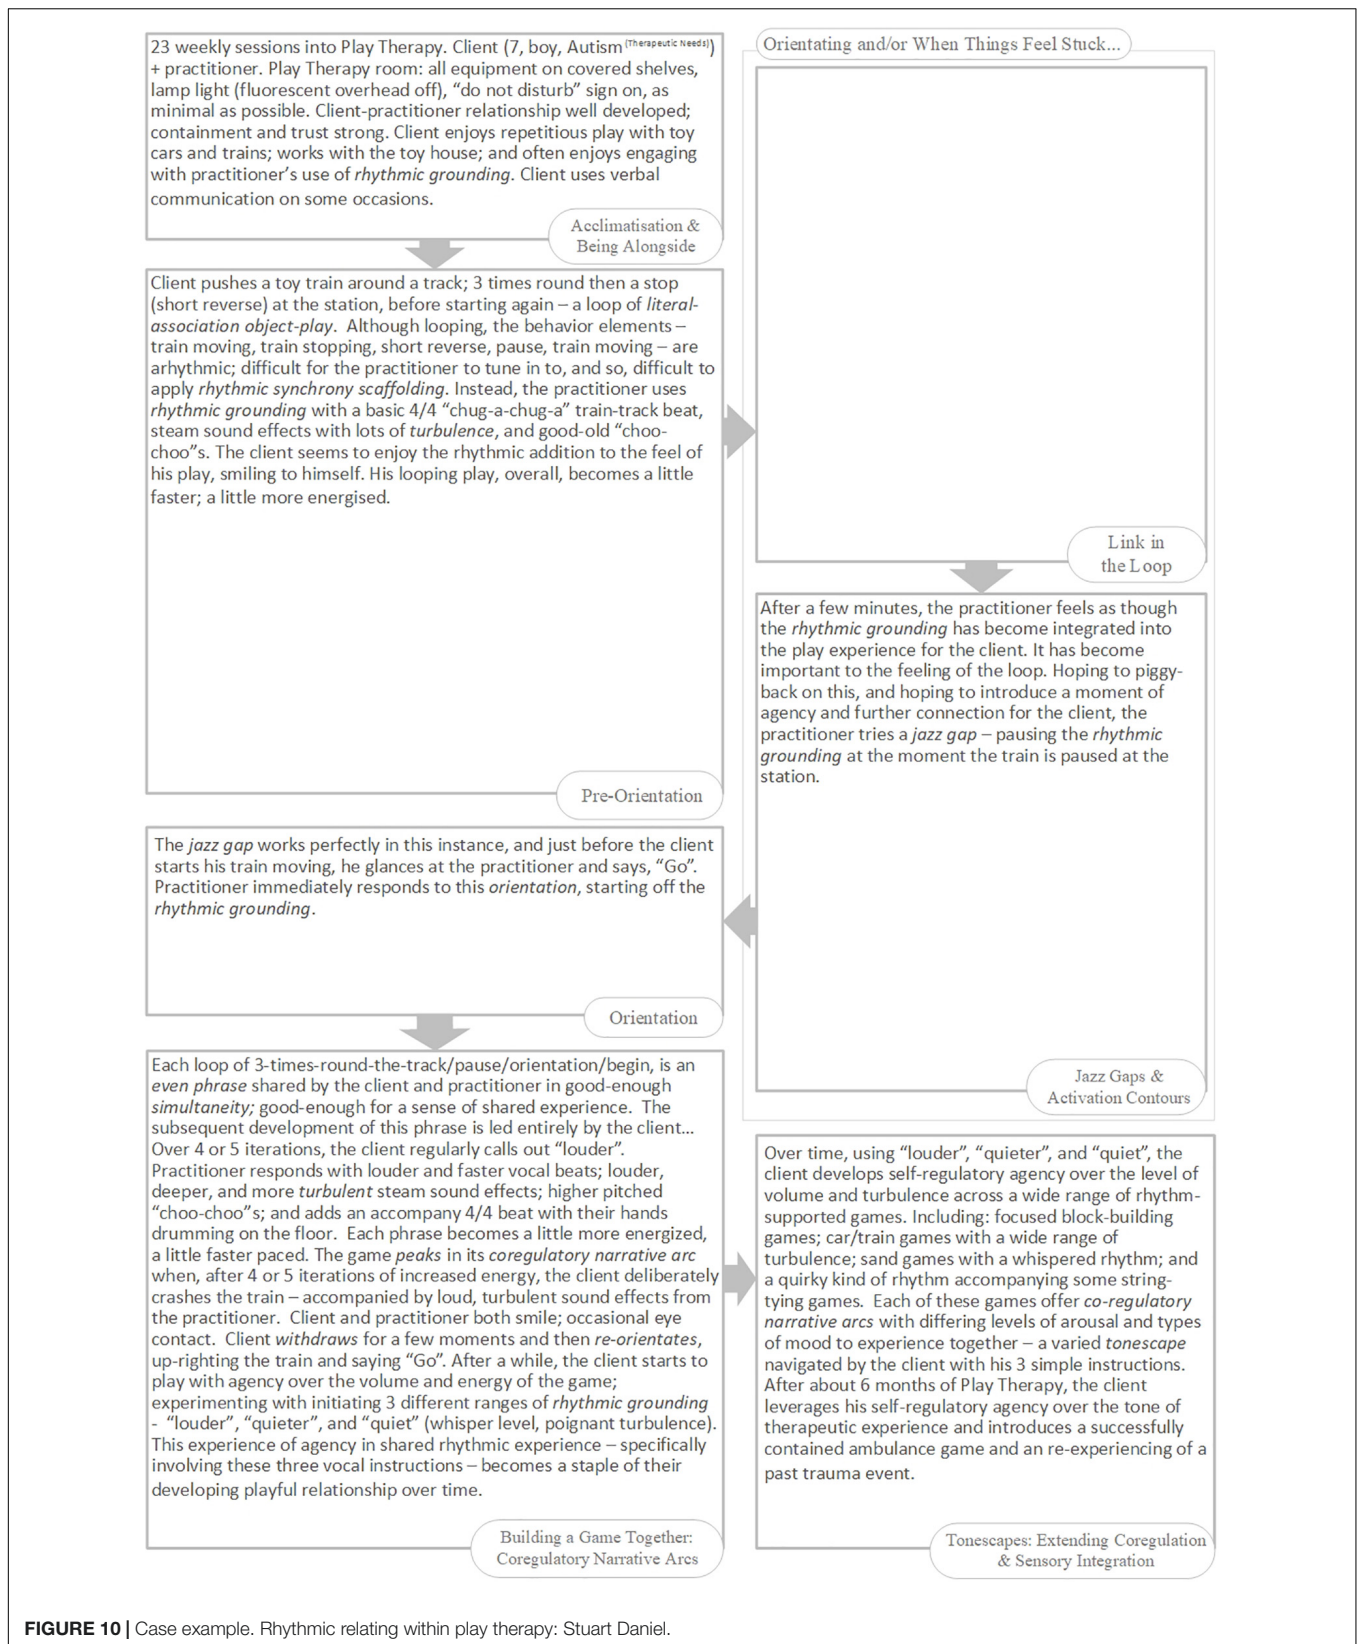 23 weekly sessions into Play Therapy. Client (7, boy, Autism (Therapeutic Needs))
+ practitioner. Play Therapy room: all equipment on covered shelves,
lamp light (fluorescent overhead off), “do not disturb” sign on, as
minimal as possible. Client-practitioner relationship well developed;
containment and trust strong. Client enjoys repetitious play with toy
cars and trains; works with the toy house; and often enjoys engaging
with practitioner’s use of rhythmic grounding. Client uses verbal
communication on some occasions.
Acclimatisation &
Being Alongside
Client pushes a toy train around a track; 3 times round then a stop
(short reverse) at the station, before starting again – a loop of literal-
association object-play.  Although looping, the behavior elements –
train moving, train stopping, short reverse, pause, train moving – are
arhythmic; difficult for the practitioner to tune in to, and so, difficult to
apply rhythmic synchrony scaffolding. Instead, the practitioner uses
rhythmic grounding with a basic 4/4 “chug-a-chug-a” train-track beat,
steam sound effects with lots of turbulence, and good-old “choo-
choo”s. The client seems to enjoy the rhythmic addition to the feel of
his play, smiling to himself. His looping play, overall, becomes a little
faster; a little more energised.
Pre-Orientation
Orientating and/or When Things Feel Stuck...
Link in
the Loop
After a few minutes, the practitioner feels as though
the rhythmic grounding has become integrated into
the play experience for the client. It has become
important to the feeling of the loop. Hoping to piggy-
back on this, and hoping to introduce a moment of
agency and further connection for the client, the
practitioner tries a jazz gap – pausing the rhythmic
grounding at the moment the train is paused at the
station.
Jazz Gaps &
Activation Contours
The jazz gap works perfectly in this instance, and just before the client
starts his train moving, he glances at the practitioner and says, “Go”.
Practitioner immediately responds to this orientation, starting off the
rhythmic grounding.
Orientation
Each loop of 3-times-round-the-track/pause/orientation/begin, is an
even phrase shared by the client and practitioner in good-enough
simultaneity; good-enough for a sense of shared experience.  The
subsequent development of this phrase is led entirely by the client...
Over 4 or 5 iterations, the client regularly calls out “louder”.
Practitioner responds with louder and faster vocal beats; louder,
deeper, and more turbulent steam sound effects; higher pitched
“choo-choo”s; and adds an accompany 4/4 beat with their hands
drumming on the floor.  Each phrase becomes a little more energized,
a little faster paced. The game peaks in its coregulatory narrative arc
when, after 4 or 5 iterations of increased energy, the client deliberately
crashes the train – accompanied by loud, turbulent sound effects from
the practitioner.  Client and practitioner both smile; occasional eye
contact.  Client withdraws for a few moments and then re-orientates,
up-righting the train and saying “Go”. After a while, the client starts to
play with agency over the volume and energy of the game;
experimenting with initiating 3 different ranges of rhythmic grounding
-  “louder”, “quieter”, and “quiet” (whisper level, poignant turbulence).
This experience of agency in shared rhythmic experience – specifically
involving these three vocal instructions – becomes a staple of their
developing playful relationship over time.
Building a Game Together:
Coregulatory Narrative Arcs
Over time, using “louder”, “quieter”, and “quiet”, the
client develops self-regulatory agency over the level of
volume and turbulence across a wide range of rhythm-
supported games. Including: focused block-building
games; car/train games with a wide range of
turbulence; sand games with a whispered rhythm; and
a quirky kind of rhythm accompanying some string-
tying games.  Each of these games offer co-regulatory
narrative arcs with differing levels of arousal and types
of mood to experience together – a varied tonescape
navigated by the client with his 3 simple instructions.
After about 6 months of Play Therapy, the client
leverages his self-regulatory agency over the tone of
therapeutic experience and introduces a successfully
contained ambulance game and an re-experiencing of a
past trauma event.
Tonescapes: Extending Coregulation
& Sensory Integration
FIGURE 10 | Case example. Rhythmic relating within play therapy: Stuart Daniel.